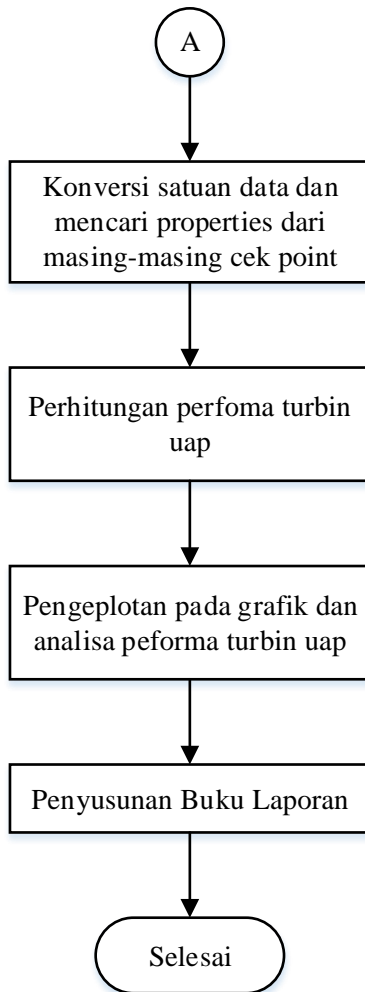 A
Konversi satuan data dan
mencari properties dari
masing-masing cek point
Perhitungan perfoma turbin
uap
Pengeplotan pada grafik dan
analisa peforma turbin uap
Penyusunan Buku Laporan
Selesai